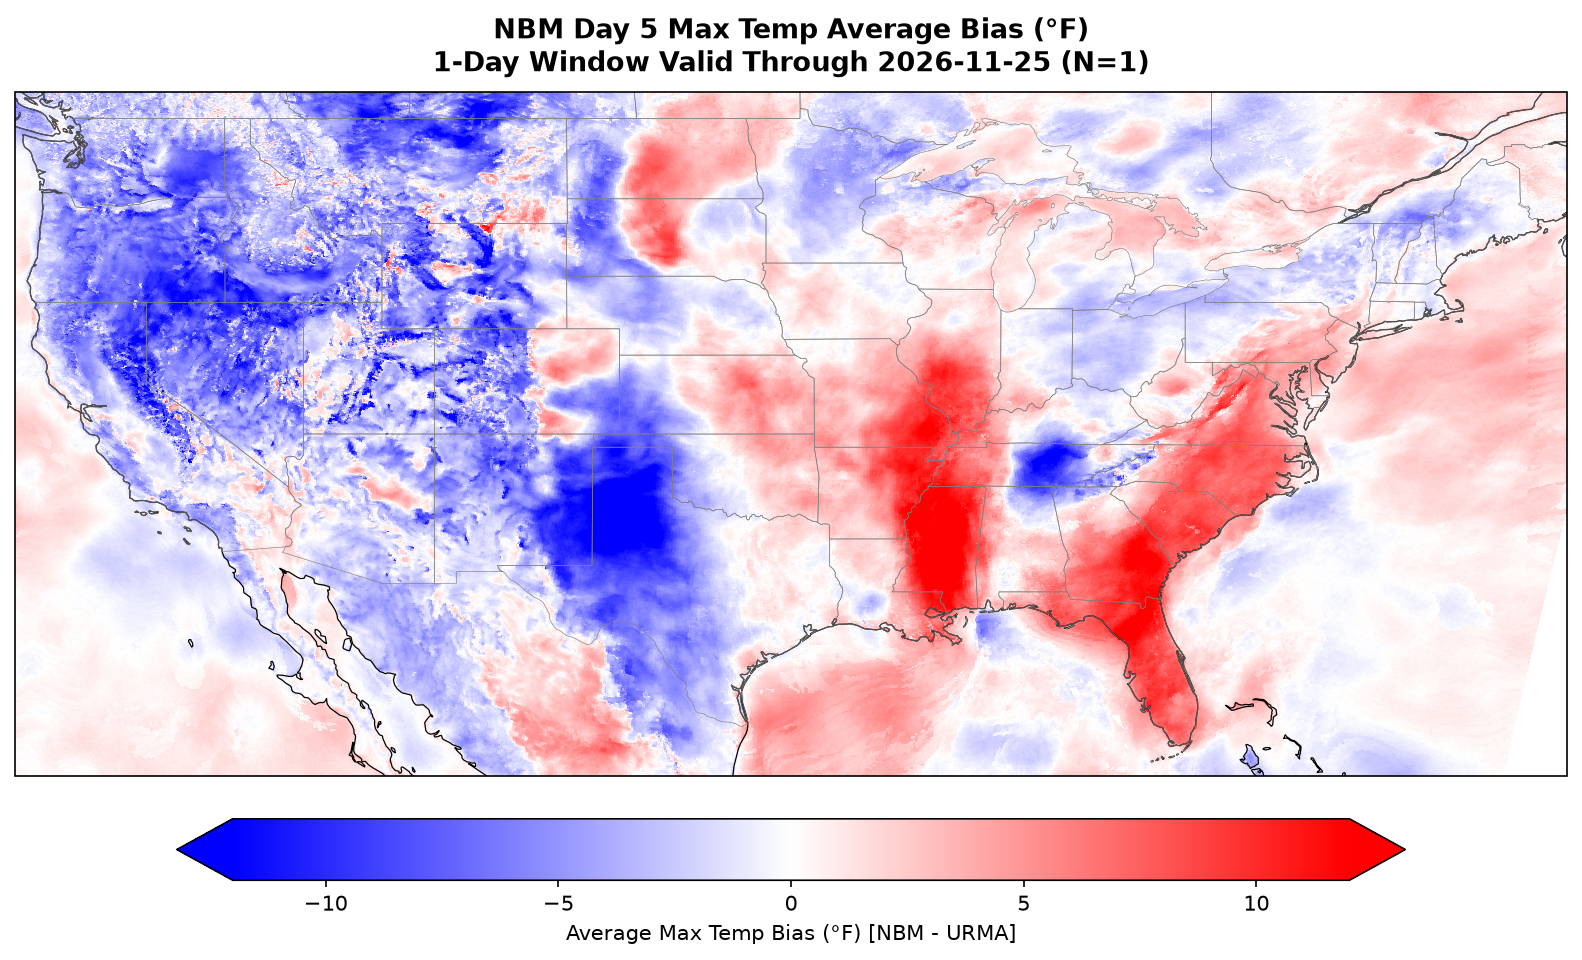 NBM Day 5 Max Temp Average Bias (°F)
1-Day Window Valid Through 2026-11-25 (N=1)
−10 −5 0 5 10
Average Max Temp Bias (°F) [NBM - URMA]